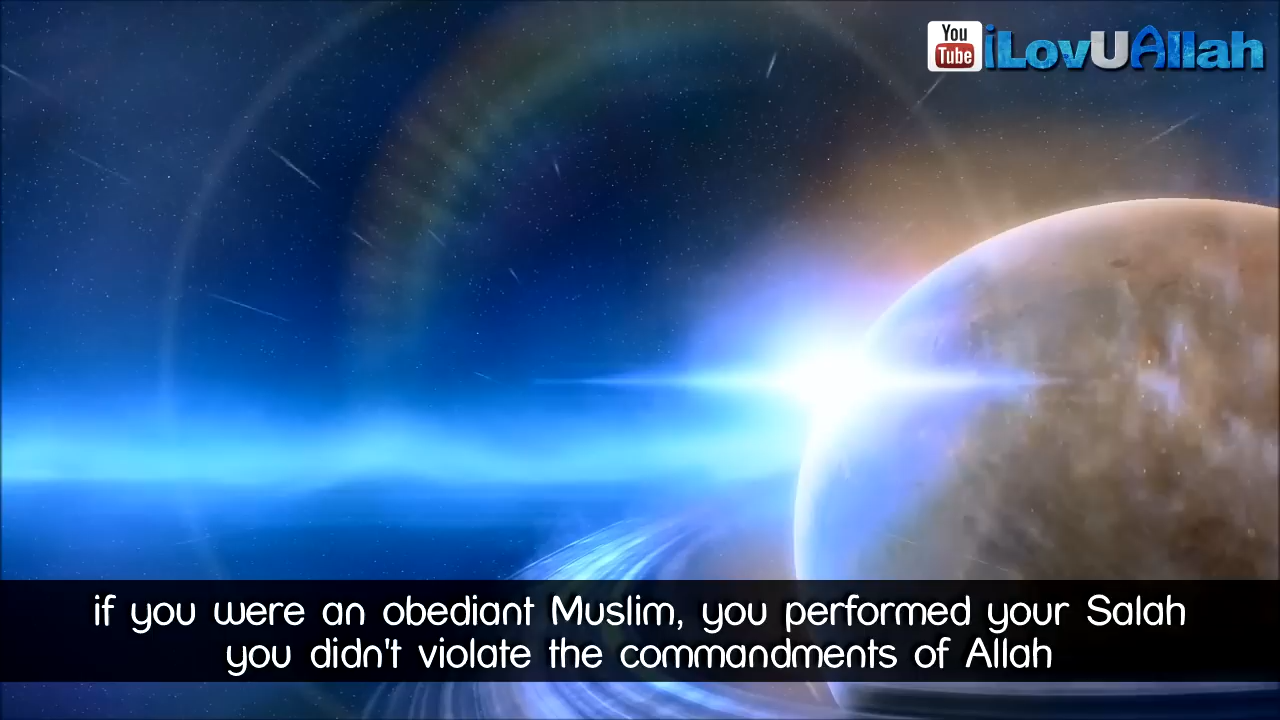 You
Tube
iLovUAllah
if you were an obediant Muslim, you performed your Salah
you didn't violate the commandments of Allah